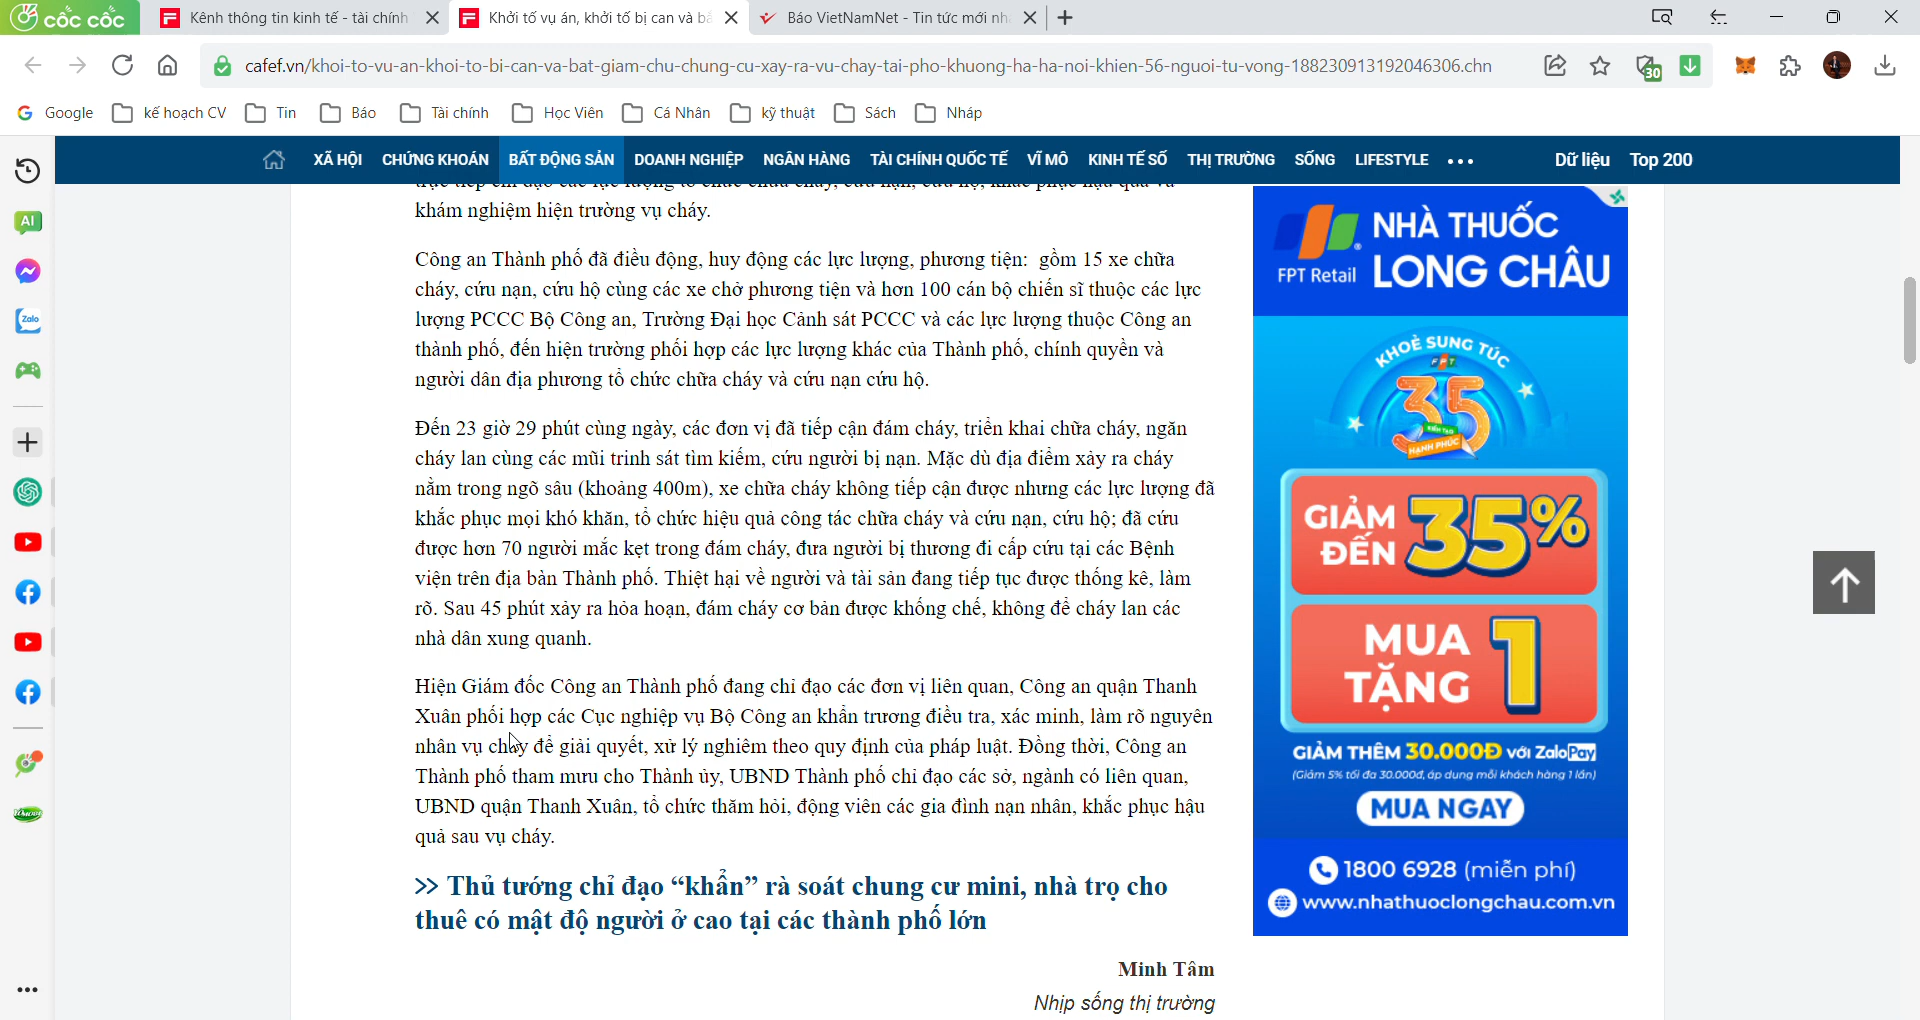 cốc cốc
Kênh thông tin kinh tế - tài chính
Khởi tố vụ án, khởi tố bị can và bắ
Báo VietNamNet - Tin tức mới nh
cafef.vn/khoi-to-vu-an-khoi-to-bi-can-va-bat-giam-chu-chung-cu-xay-ra-vu-chay-tai-pho-khuong-ha-ha-noi-khien-56-nguoi-tu-vong-188230913192046306.chn
30
Google
kế hoạch CV
Tin
Báo
Tài chính
Học Viên
Cá Nhân
kỹ thuật
Sách
Nháp
XÃ HỘI
CHỨNG KHOÁN
BẤT ĐỘNG SẢN
DOANH NGHIỆP
NGÂN HÀNG
TÀI CHÍNH QUỐC TẾ
VĨ MÔ
KINH TẾ SỐ
THỊ TRƯỜNG
SỐNG
LIFESTYLE
Dữ liệu
Top 200
AI
Zalo
khám nghiệm hiện trường vụ cháy.
Công an Thành phố đã điều động, huy động các lực lượng, phương tiện: gồm 15 xe chữa
cháy, cứu nạn, cứu hộ cùng các xe chở phương tiện và hơn 100 cán bộ chiến sĩ thuộc các lực
lượng PCCC Bộ Công an, Trường Đại học Cảnh sát PCCC và các lực lượng thuộc Công an
thành phố, đến hiện trường phối hợp các lực lượng khác của Thành phố, chính quyền và
người dân địa phương tổ chức chữa cháy và cứu nạn cứu hộ.
Đến 23 giờ 29 phút cùng ngày, các đơn vị đã tiếp cận đám cháy, triển khai chữa cháy, ngăn
cháy lan cùng các mũi trinh sát tìm kiếm, cứu người bị nạn. Mặc dù địa điểm xảy ra cháy
nằm trong ngõ sâu (khoảng 400m), xe chữa cháy không tiếp cận được nhưng các lực lượng đã
khắc phục mọi khó khăn, tổ chức hiệu quả công tác chữa cháy và cứu nạn, cứu hộ; đã cứu
được hơn 70 người mắc kẹt trong đám cháy, đưa người bị thương đi cấp cứu tại các Bệnh
viện trên địa bàn Thành phố. Thiệt hại về người và tài sản đang tiếp tục được thống kê, làm
rõ. Sau 45 phút xảy ra hỏa hoạn, đám cháy cơ bản được khống chế, không để cháy lan các
nhà dân xung quanh.
Hiện Giám đốc Công an Thành phố đang chỉ đạo các đơn vị liên quan, Công an quận Thanh
Xuân phối hợp các Cục nghiệp vụ Bộ Công an khẩn trương điều tra, xác minh, làm rõ nguyên
nhân vụ cháy để giải quyết, xử lý nghiêm theo quy định của pháp luật. Đồng thời, Công an
Thành phố tham mưu cho Thành ủy, UBND Thành phố chỉ đạo các sở, ngành có liên quan,
UBND quận Thanh Xuân, tổ chức thăm hỏi, động viên các gia đình nạn nhân, khắc phục hậu
quả sau vụ cháy.
>> Thủ tướng chỉ đạo “khẩn” rà soát chung cư mini, nhà trọ cho
thuê có mật độ người ở cao tại các thành phố lớn
Minh Tâm
Nhịp sống thị trường
FPT Retail
NHÀ THUỐC
LONG CHÂU
KHOẺ SUNG TÚC
FPT
35
KIẾN TẠO
HẠNH PHÚC
GIẢM
ĐẾN
35%
MUA
TẶNG
1
GIẢM THÊM 30.000Đ với ZaloPay
(Giảm 5% tối đa 30.000đ, áp dụng mỗi khách hàng 1 lần)
MUA NGAY
1800 6928 (miễn phí)
www.nhathuoclongchau.com.vn